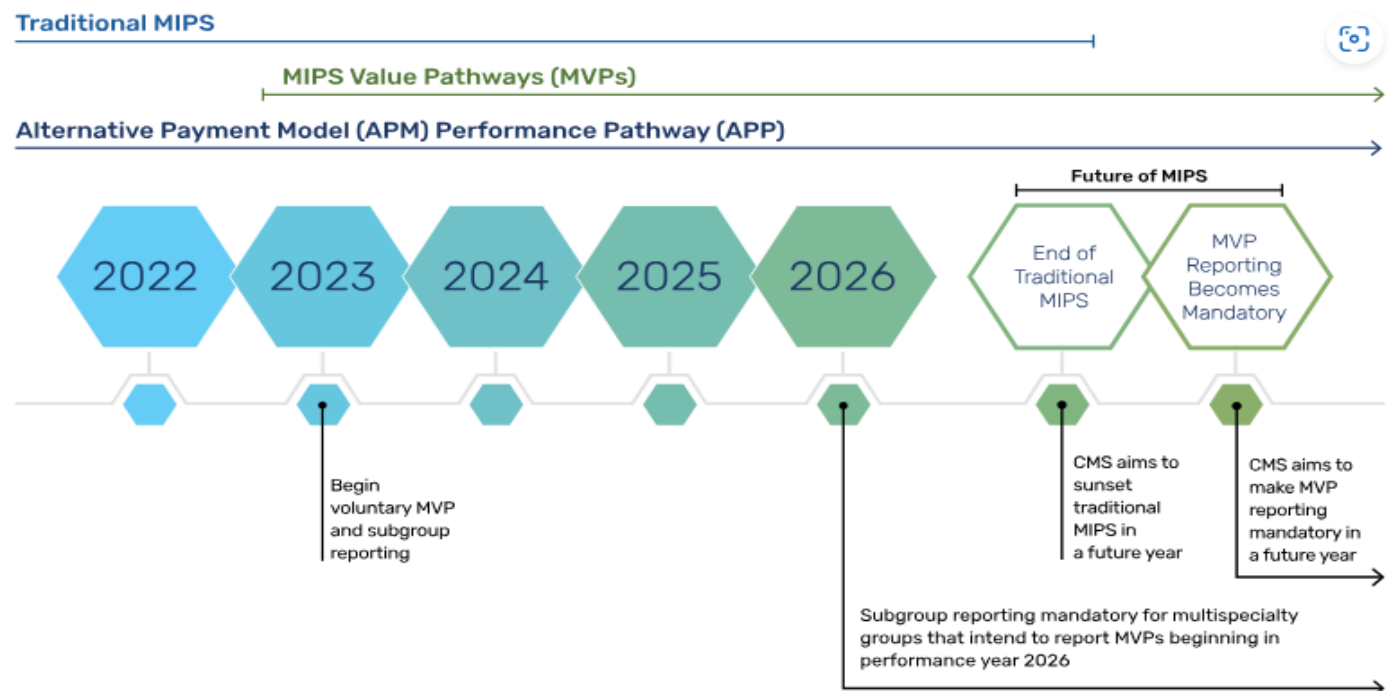 Traditional MIPS
MIPS Value Pathways (MVPs)
Alternative Payment Model (APM) Performance Pathway (APP)
Future of MIPS
2022
2023
2024
2025
2026
End of
Traditional
MIPS
MVP
Reporting
Becomes
Mandatory
Begin
voluntary MVP
and subgroup
reporting
CMS aims to
sunset
traditional
MIPS in
a future year
CMS aims to
make MVP
reporting
mandatory in
a future year
Subgroup reporting mandatory for multispecialty
groups that intend to report MVPs beginning in
performance year 2026